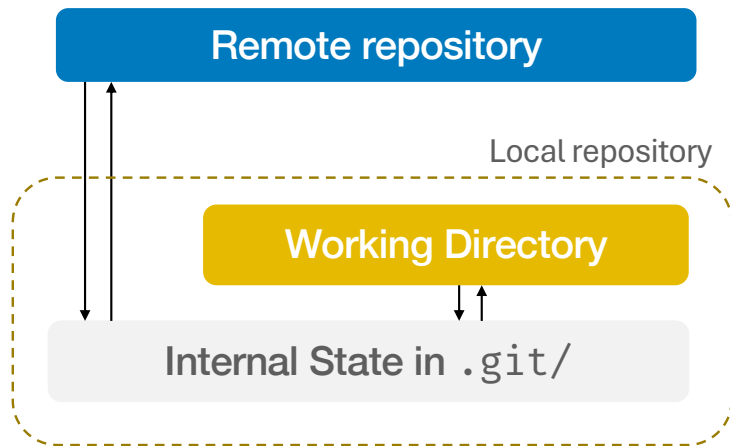 Remote repository
Local repository
Working Directory
Internal State in .git/